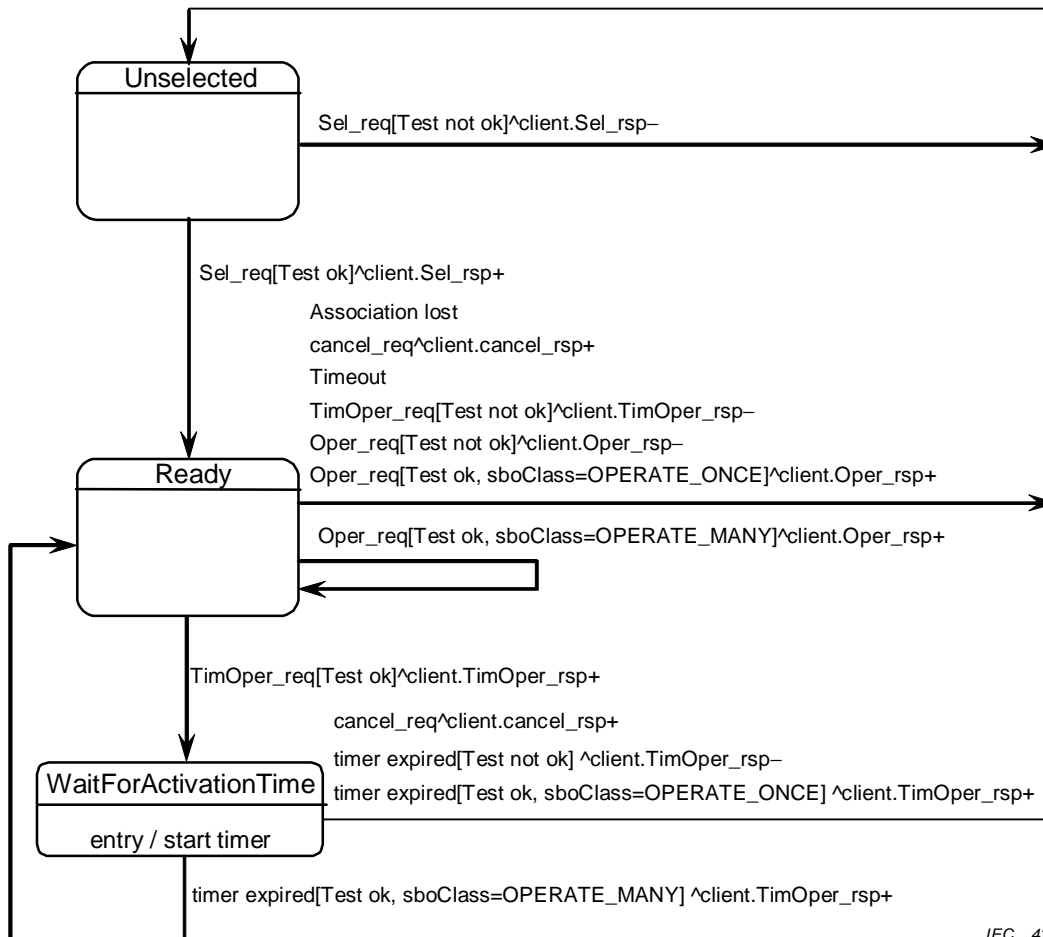 Unselected
Sel_req[Test not ok]^client.Sel_rsp–
Sel_req[Test ok]^client.Sel_rsp+
Association lost
cancel_req^client.cancel_rsp+
Timeout
TimOper_req[Test not ok]^client.TimOper_rsp–
Oper_req[Test not ok]^client.Oper_rsp–
Ready
Oper_req[Test ok, sboClass=OPERATE_ONCE]^client.Oper_rsp+
Oper_req[Test ok, sboClass=OPERATE_MANY]^client.Oper_rsp+
TimOper_req[Test ok]^client.TimOper_rsp+
cancel_req^client.cancel_rsp+
WaitForActivationTime
timer expired[Test not ok] ^client.TimOper_rsp–
timer expired[Test ok, sboClass=OPERATE_ONCE] ^client.TimOper_rsp+
entry / start timer
timer expired[Test ok, sboClass=OPERATE_MANY] ^client.TimOper_rsp+
IEC